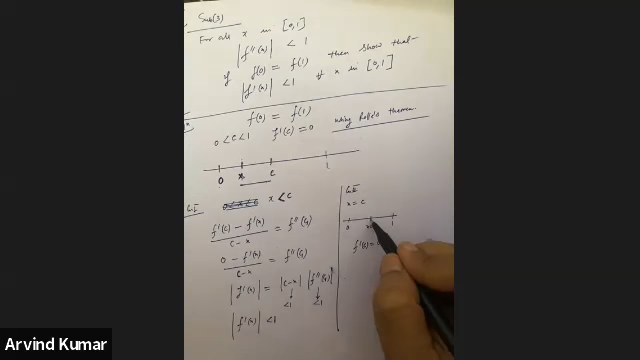 Sub(3)
For all x in [0,1]
|f''(x)| < 1
if f(0) = f(1) then show that
|f'(x)| < 1 ∀ x in [0,1]
f(0) = f(1)
0 < c < 1 f'(c) = 0 using Rolle's theorem.
0 x c 1
x < c
f'(c) - f'(x) / c-x = f''(
0 - f'(x) / c-x = f''(
|f'(x)| = |c-x| |f''(
<1 <1
|f'(x)| < 1
x = c
0 x 1
f'(c) =
Arvind Kumar